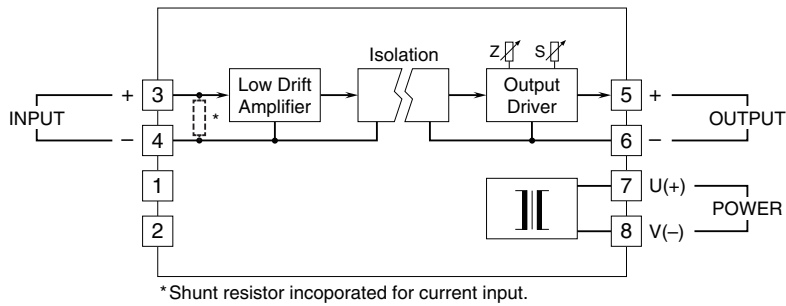 Isolation
Z
S
INPUT
+
3
Low Drift
Amplifier
*
Output
Driver
5
+
OUTPUT
–
4
6
–
1
7
U(+)
POWER
2
8
V(–)
*Shunt resistor incoporated for current input.